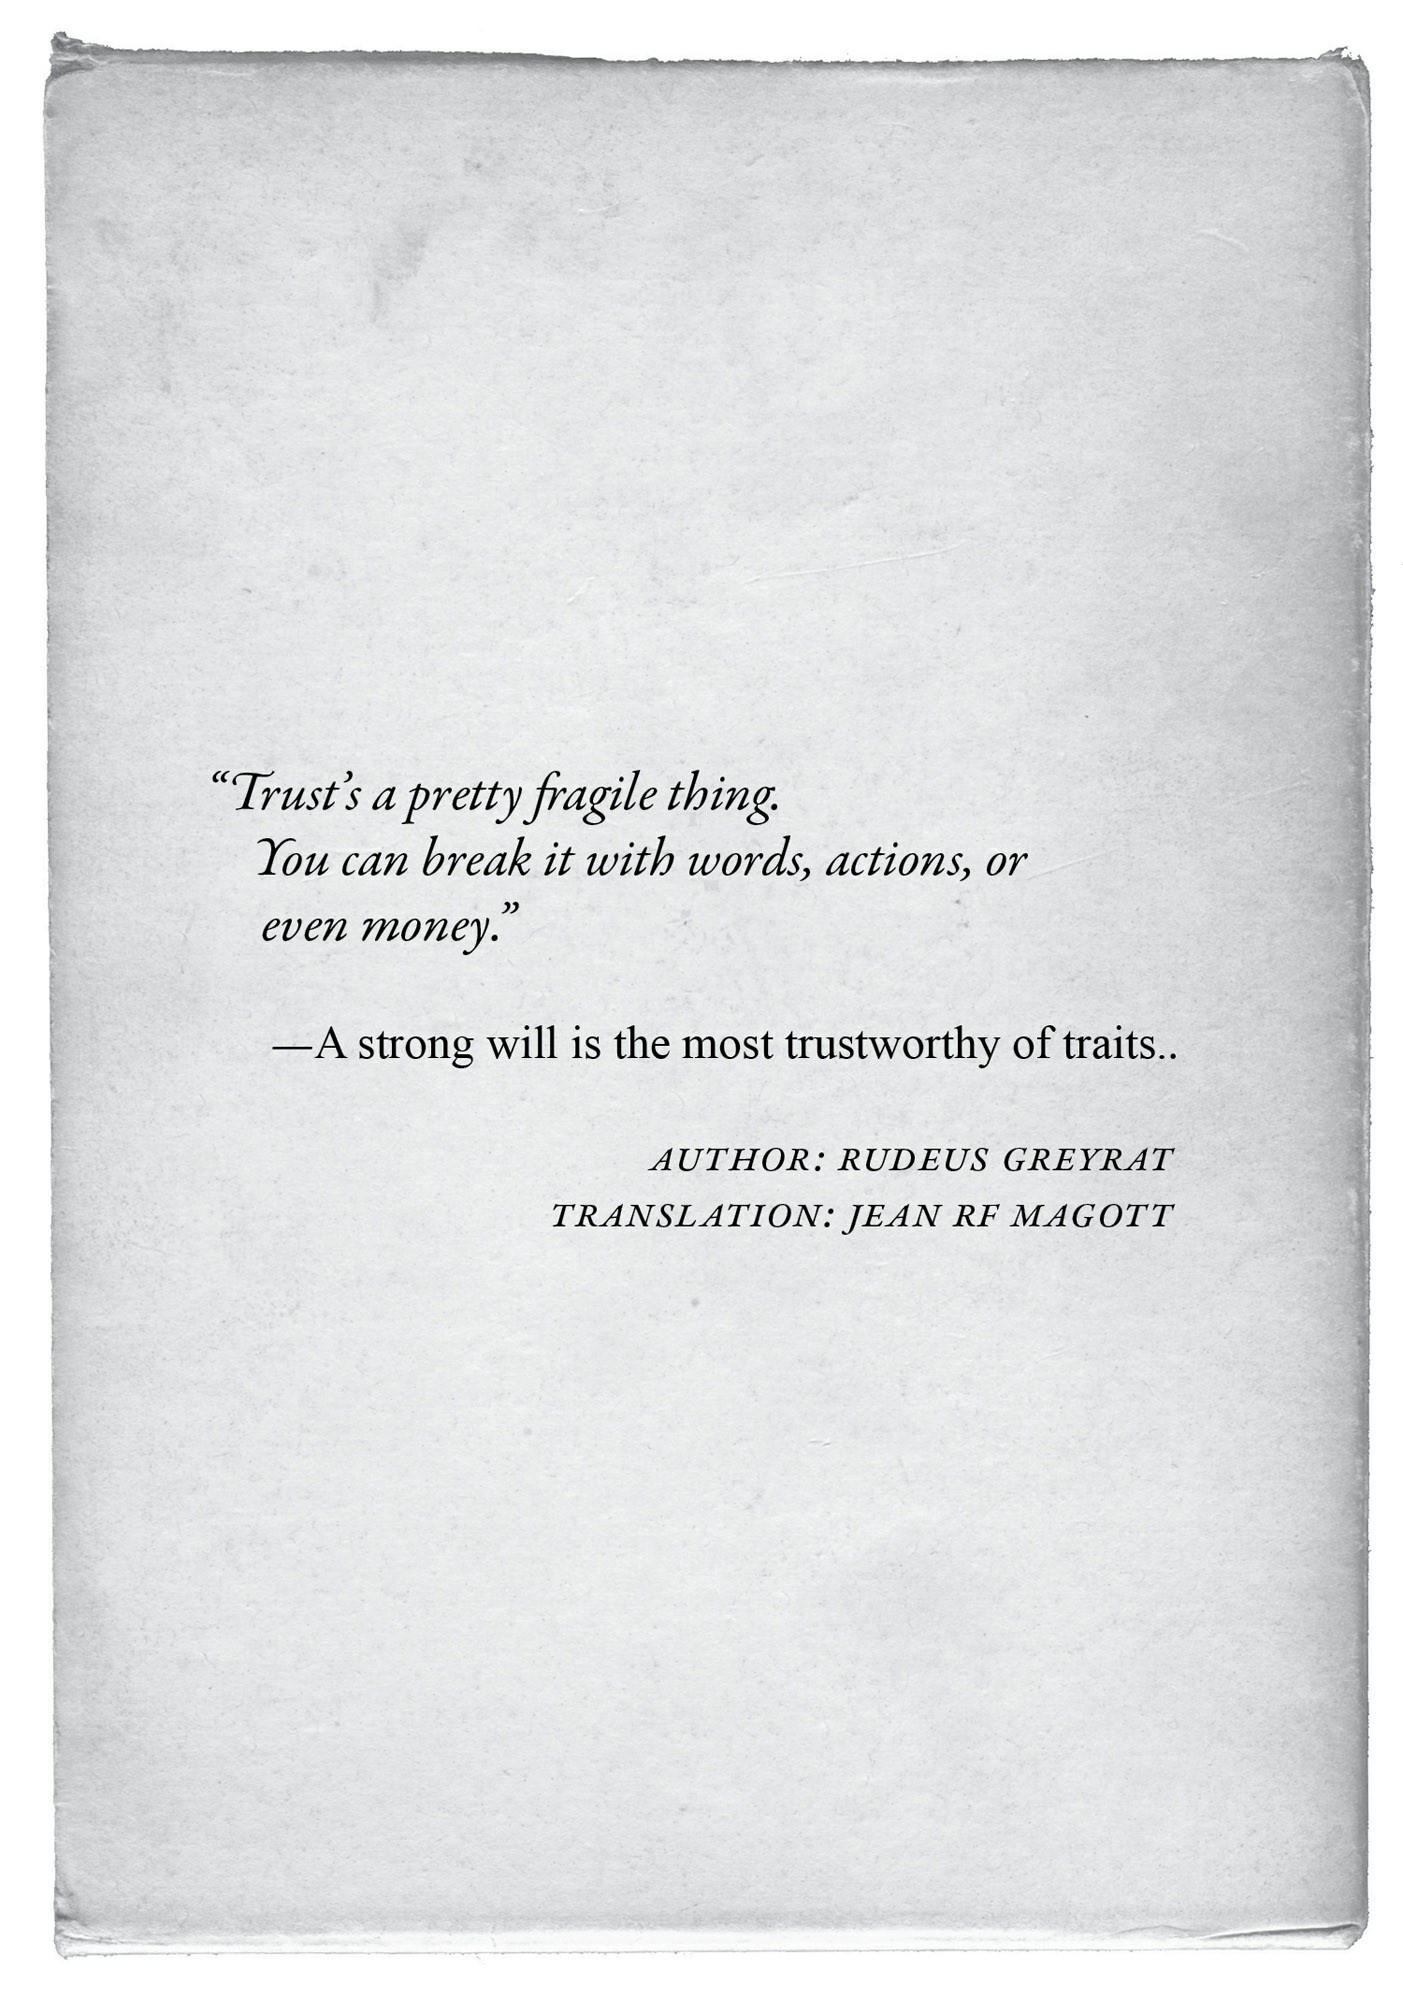 “Trust’s a pretty fragile thing.
You can break it with words, actions, or
even money.”
—A strong will is the most trustworthy of traits..
AUTHOR: RUDEUS GREYRAT
TRANSLATION: JEAN RF MAGOTT